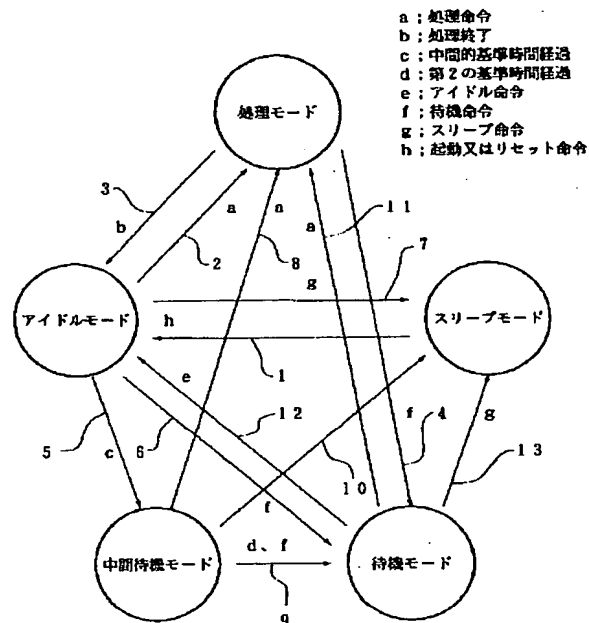 a；処理命令
b；処理終了
c；中間的基準時間経過
d；第2の基準時間経過
e；アイドル命令
f；待機命令
g；スリープ命令
h；起動又はリセット命令
処理モード
3
b
a
2
a
8
a
11
7
g
アイドルモード
h
スリープモード
1
e
12
5
c
6
f
10
f
4
g
13
中間待機モード
d、f
9
待機モード